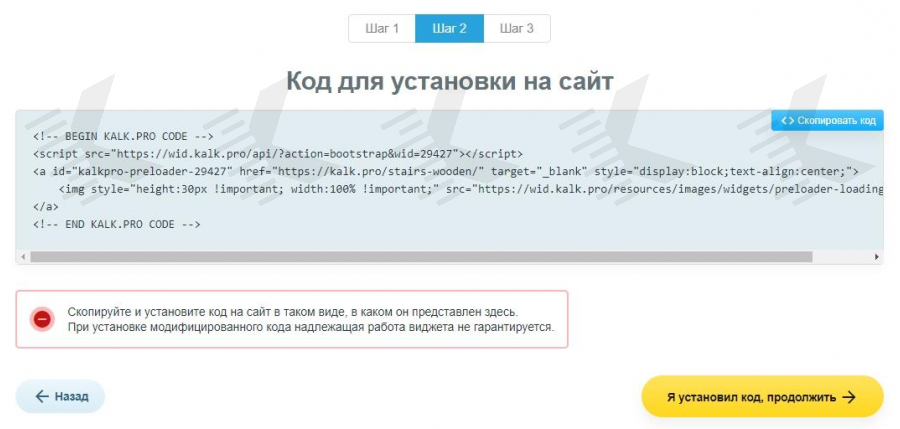 Шаг 1 Шаг 2 Шаг 3
Код для установки на сайт
Скопировать код
<!-- BEGIN KALK.PRO CODE -->
<script src="https://wid.kalk.pro/api/?action=bootstrap&wid=29427"></script>
<a id="kalkpro-preloader-29427" href="https://kalk.pro/stairs-wooden/" target="_blank" style="display:block;text-align:center;">
<img style="height:30px !important; width:100% !important;" src="https://wid.kalk.pro/resources/images/widgets/preloader-loading
</a>
<!-- END KALK.PRO CODE -->
Скопируйте и установите код на сайт в таком виде, в каком он представлен здесь.
При установке модифицированного кода надлежащая работа виджета не гарантируется.
Назад
Я установил код, продолжить